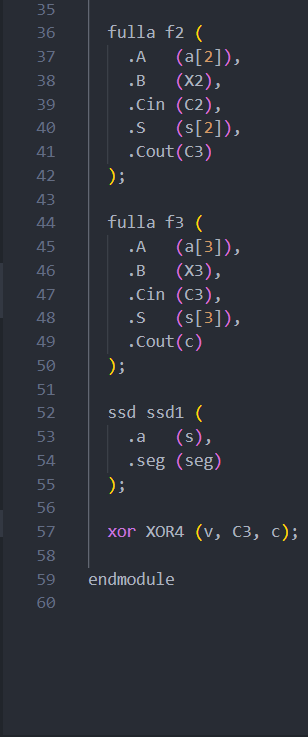 35
36 fulla f2 (
37 .A (a[2]),
38 .B (X2),
39 .Cin (C2),
40 .S (s[2]),
41 .Cout(C3)
42 );
43
44 fulla f3 (
45 .A (a[3]),
46 .B (X3),
47 .Cin (C3),
48 .S (s[3]),
49 .Cout(c)
50 );
51
52 ssd ssd1 (
53 .a (s),
54 .seg (seg)
55 );
56
57 xor XOR4 (v, C3, c);
58
59 endmodule
60